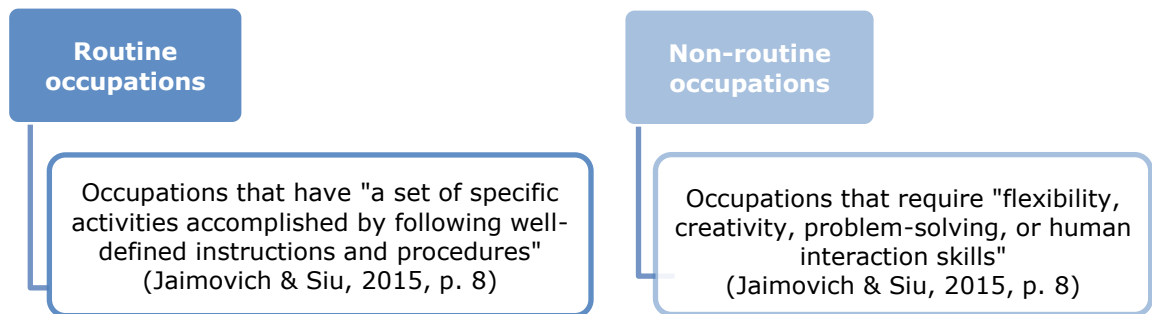 Routine
occupations
Occupations that have "a set of specific
activities accomplished by following well-
defined instructions and procedures"
(Jaimovich & Siu, 2015, p. 8)
Non-routine
occupations
Occupations that require "flexibility,
creativity, problem-solving, or human
interaction skills"
(Jaimovich & Siu, 2015, p. 8)